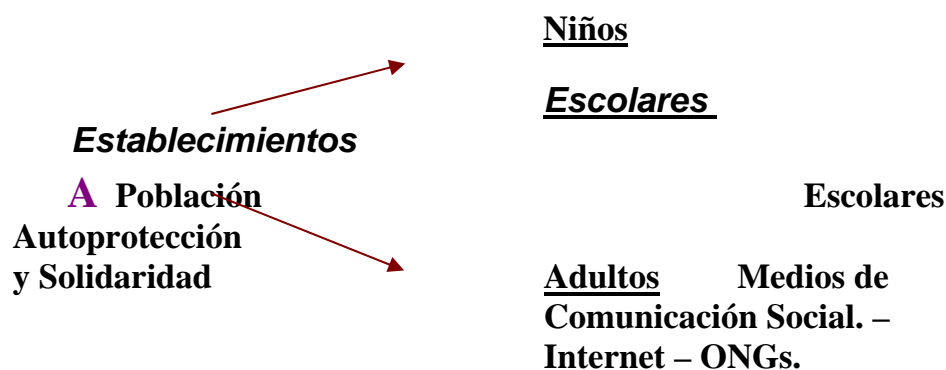 Niños
Escolares
Establecimientos
A Población
Escolares
Autoprotección
y Solidaridad
Adultos Medios de
Comunicación Social. –
Internet – ONGs.